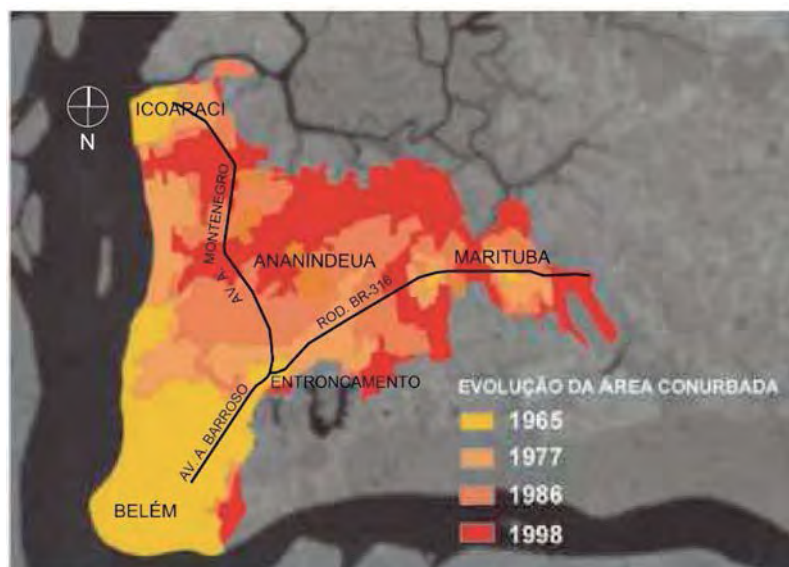 ICOARACI
N
AV. A. MONTENEGRO
ANANINDEUA
MARITUBA
ROD. BR-316
ENTRONCAMENTO
AV. A. BARROSO
BELÉM
EVOLUÇÃO DA ÁREA CONURBADA
1965
1977
1986
1998